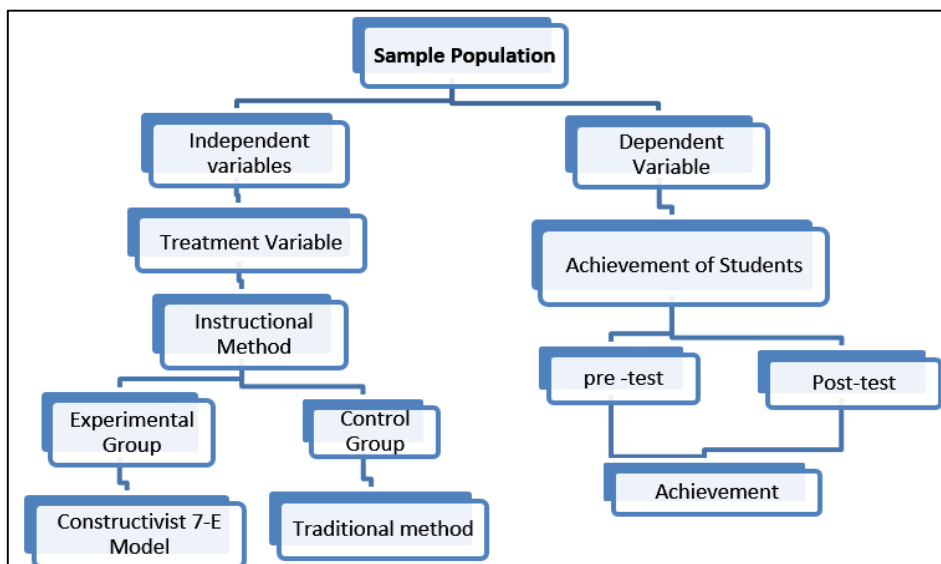 Sample Population
Independent
variables
Dependent
Variable
Treatment Variable
Achievement of Students
Instructional
Method
pre -test
Post-test
Experimental
Group
Control
Group
Achievement
Constructivist 7-E
Model
Traditional method